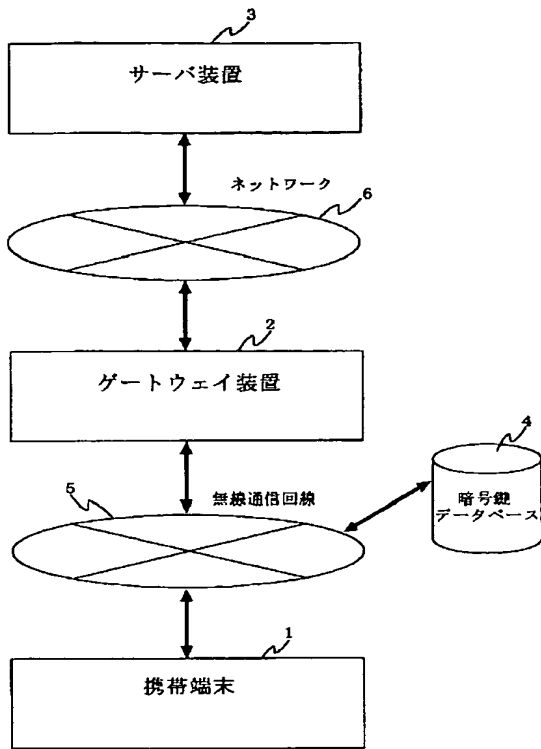 3
サーバ装置
ネットワーク
6
2
ゲートウェイ装置
4
暗号鍵
データベース
5
無線通信回線
1
携帯端末